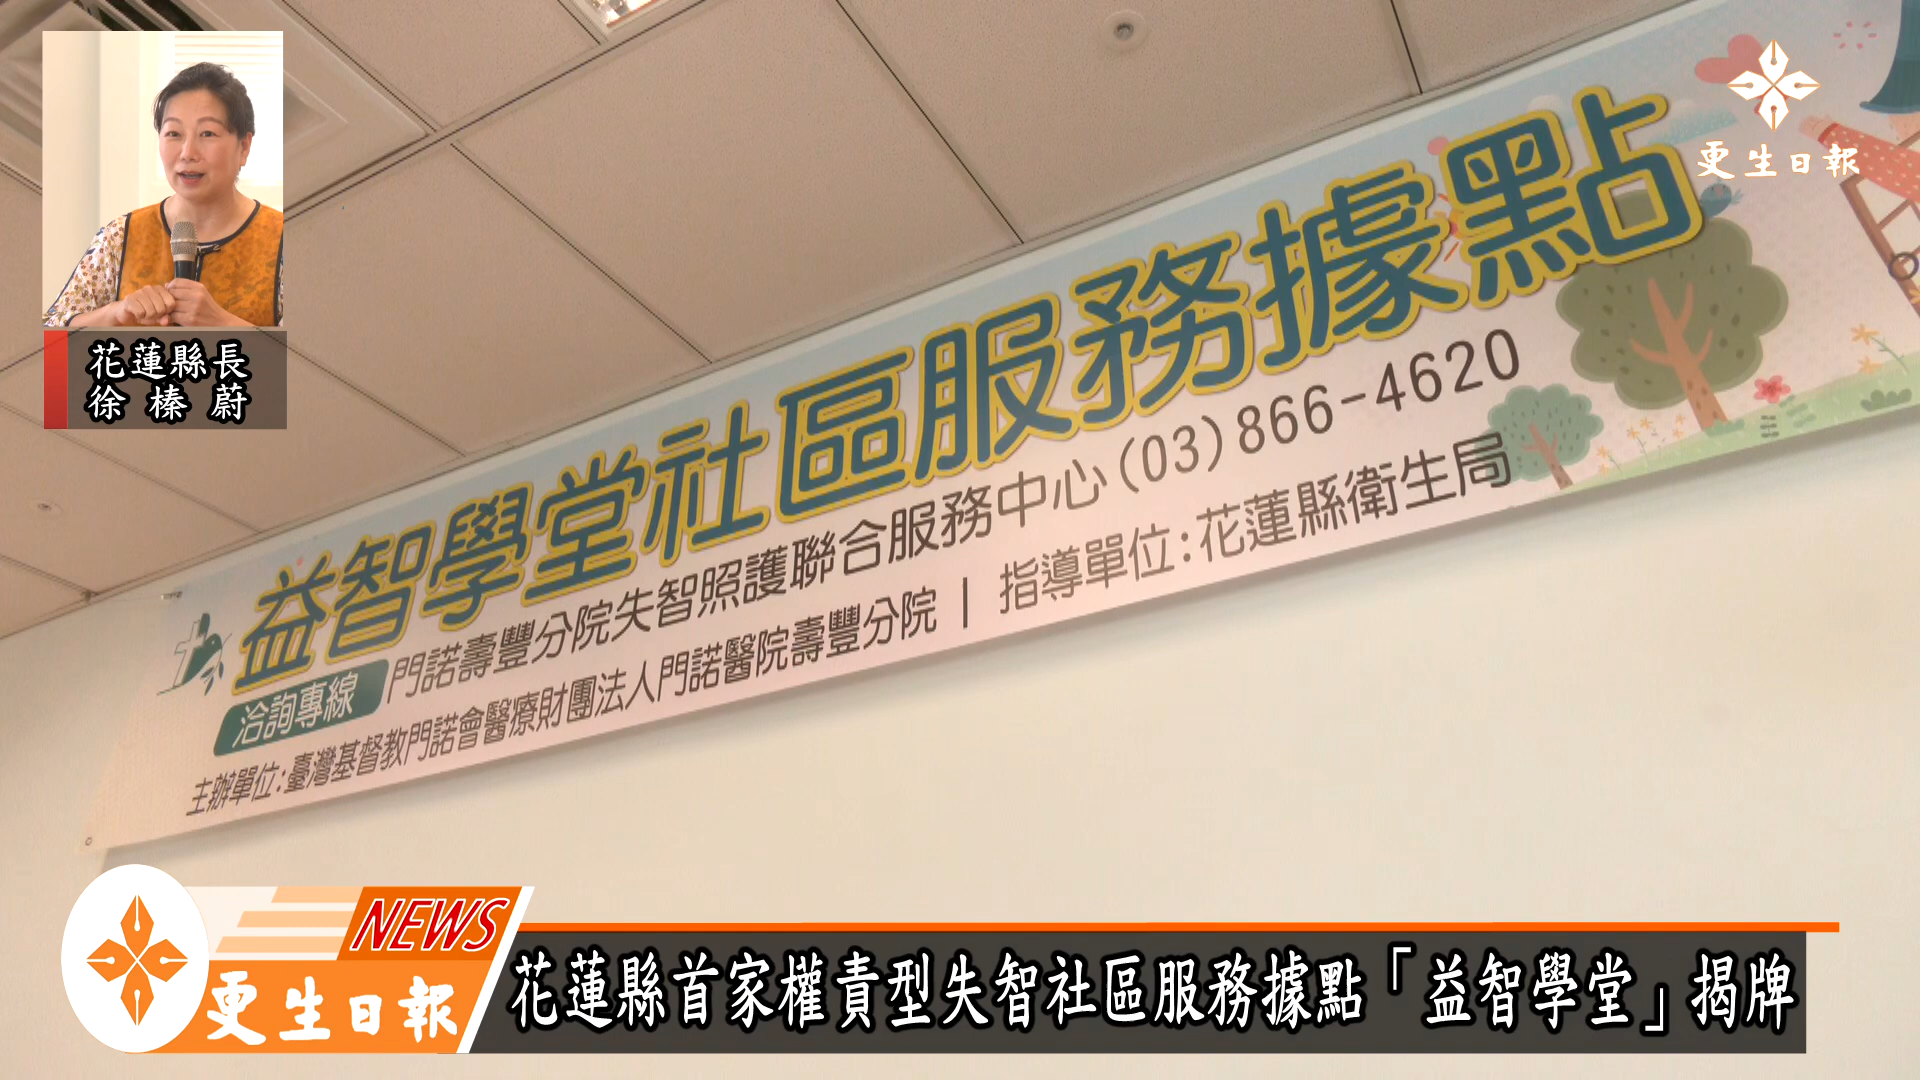 更生日報
花蓮縣長
徐榛蔚
益智學堂社區服務據點
洽詢專線 門諾壽豐分院失智照護聯合服務中心(03)866-4620
主辦單位:臺灣基督教門諾會醫療財團法人門諾醫院壽豐分院 | 指導單位:花蓮縣衛生局
NEWS
更生日報
花蓮縣首家權責型失智社區服務據點「益智學堂」揭牌